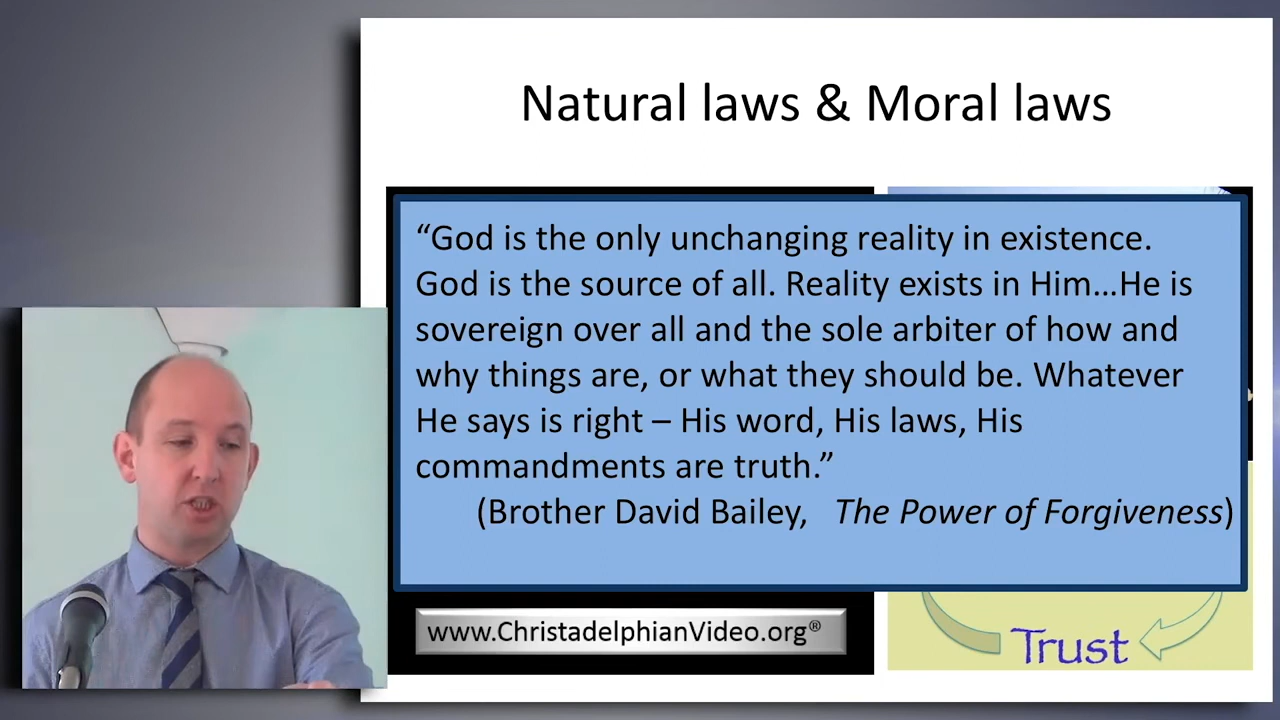 Natural laws & Moral laws
“God is the only unchanging reality in existence.
God is the source of all. Reality exists in Him...He is
sovereign over all and the sole arbiter of how and
why things are, or what they should be. Whatever
He says is right – His word, His laws, His
commandments are truth.”
(Brother David Bailey, The Power of Forgiveness)
www.ChristadelphianVideo.org®
Trust